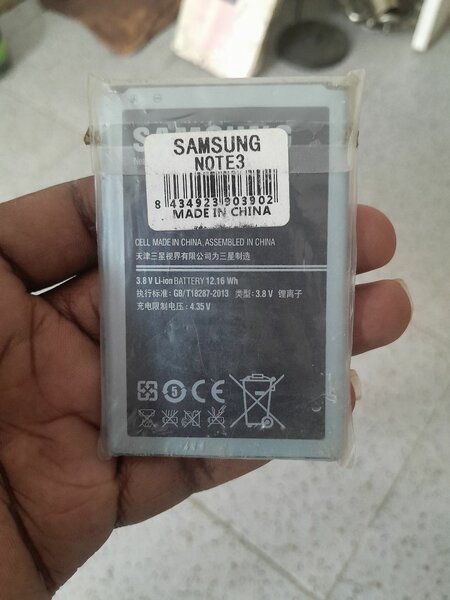 SAMSUNG
SAMSUNG
NOTE3
8 434923 903902
MADE IN CHINA
CELL MADE IN CHINA, ASSEMBLED IN CHINA
天津三星视界有限公司为三星制造
3.8 V Li-ion BATTERY 12.16 Wh
执行标准: GB/T18287-2013 类型: 3.8 V 锂离子
充电限制电压: 4.35 V
5 CE